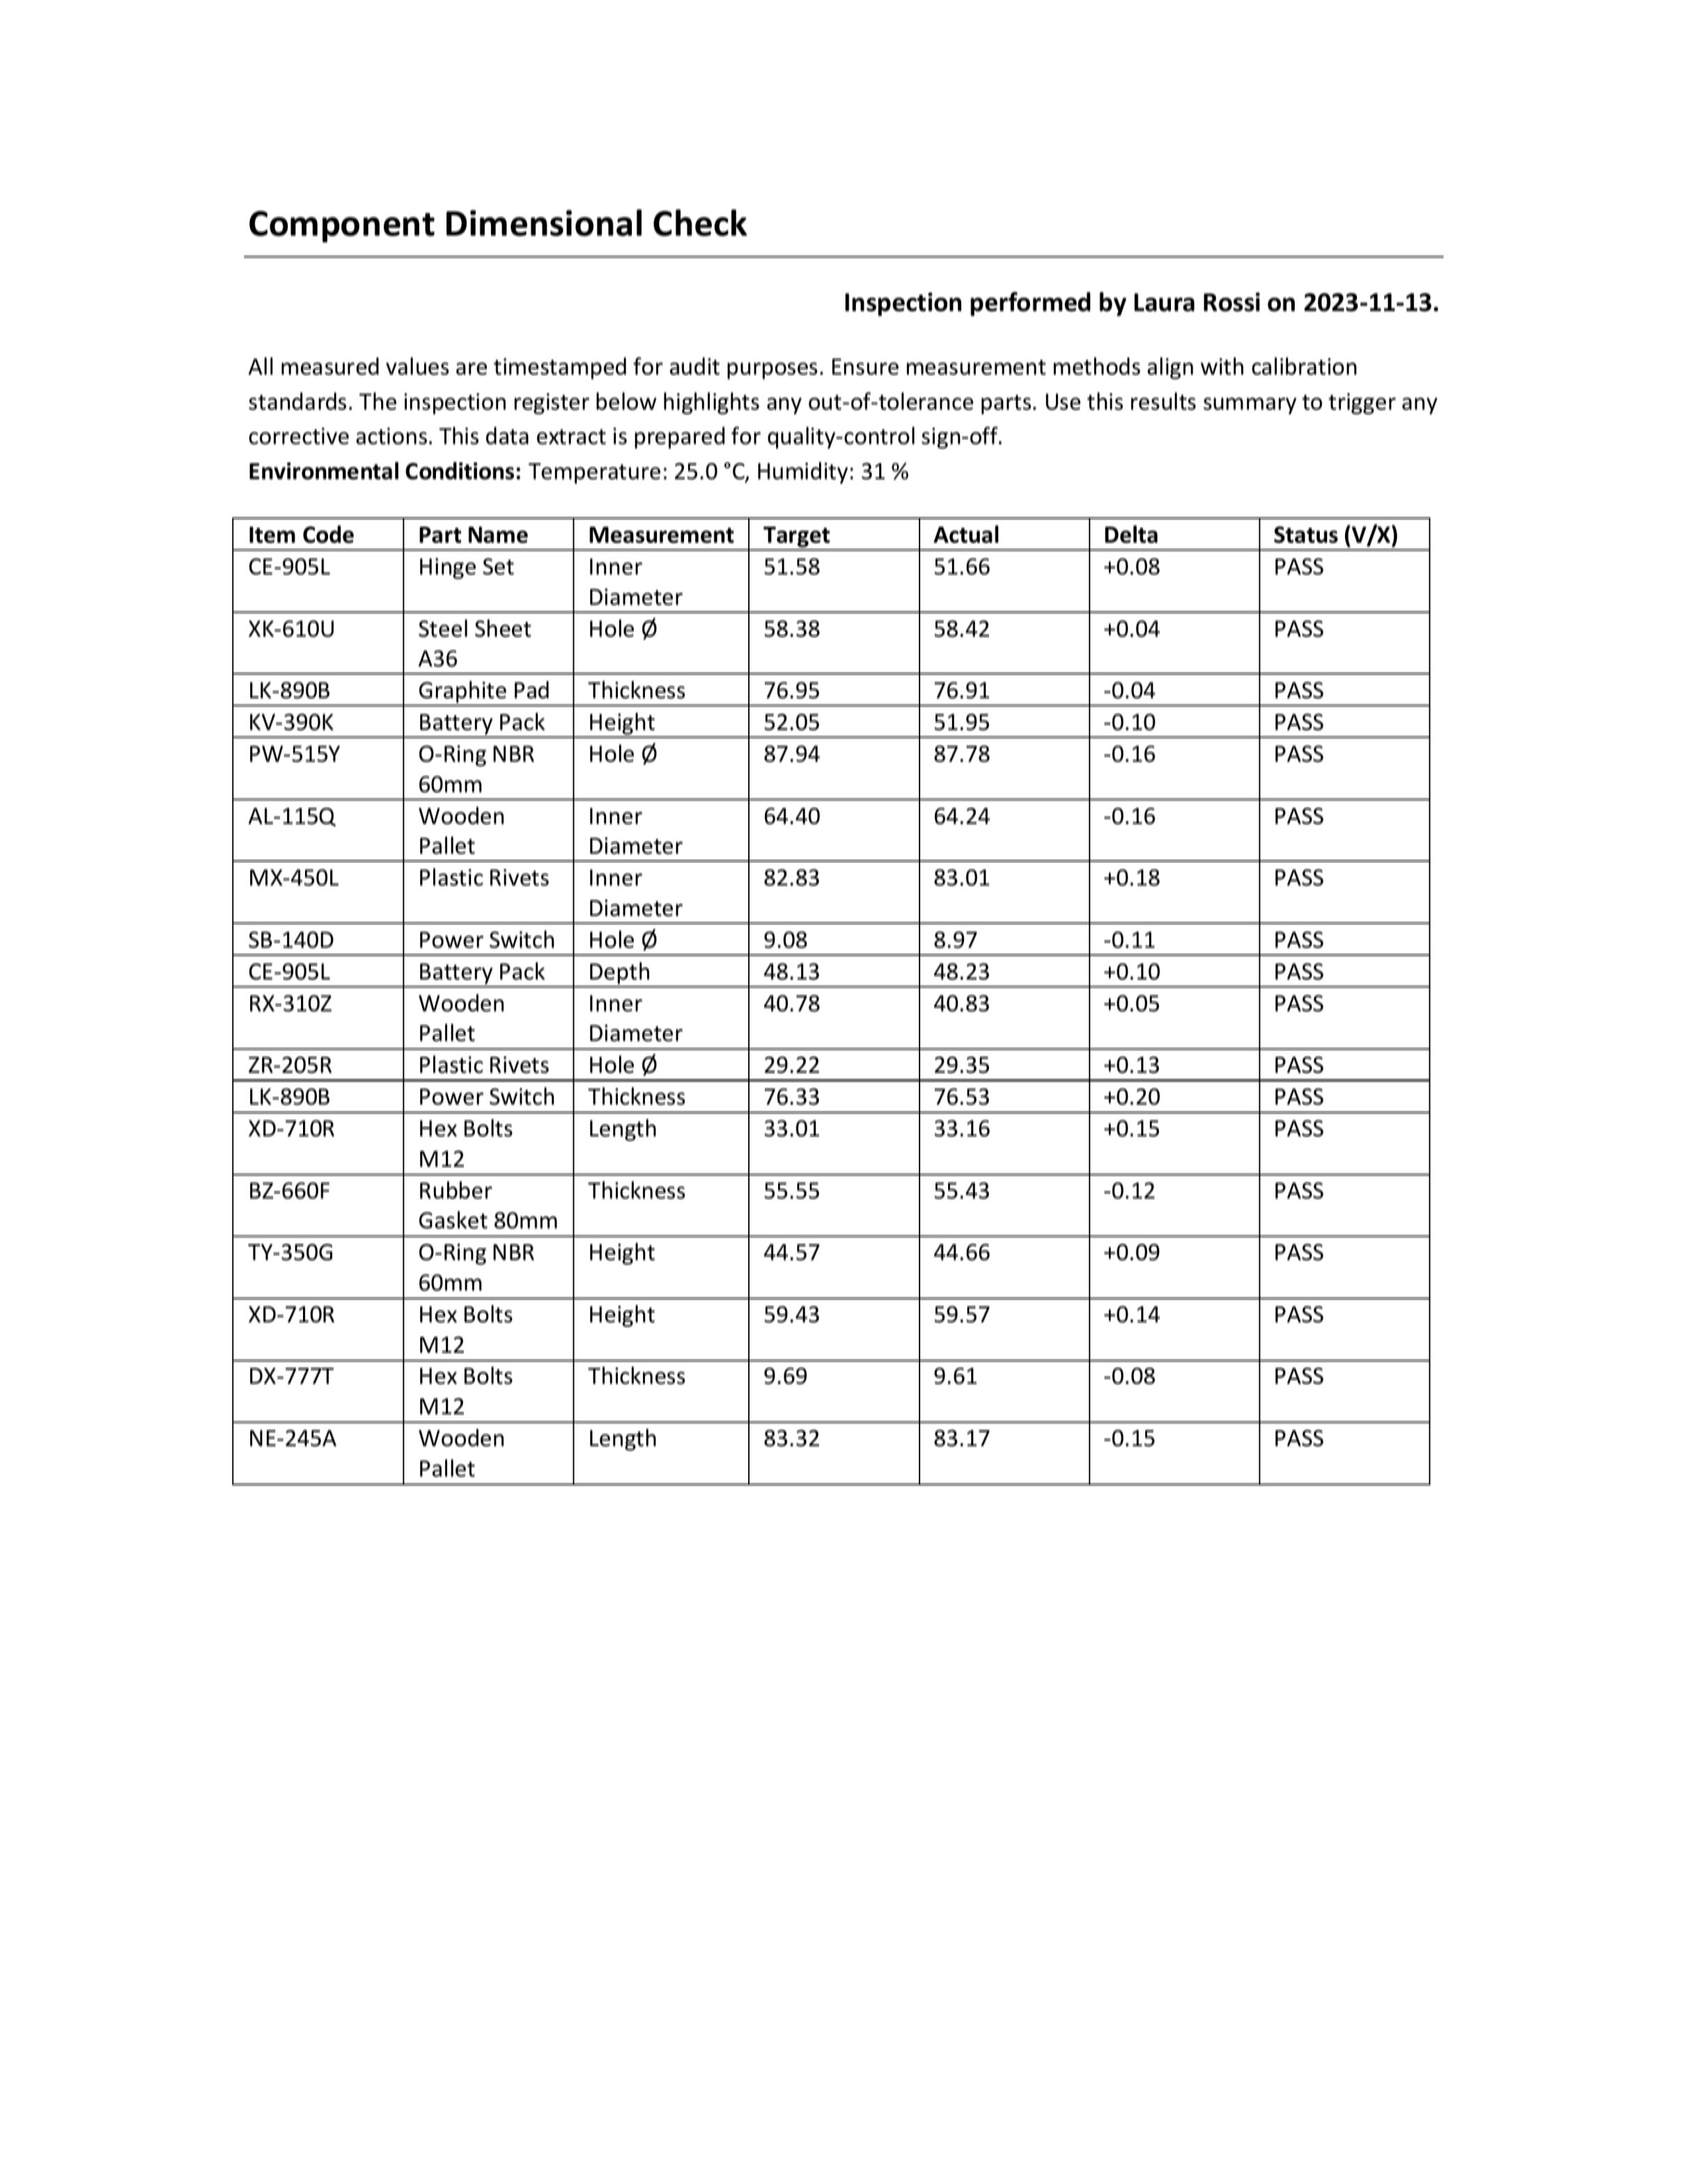 Component Dimensional Check
Inspection performed by Laura Rossi on 2023-11-13.
All measured values are timestamped for audit purposes. Ensure measurement methods align with calibration
standards. The inspection register below highlights any out-of-tolerance parts. Use this results summary to trigger any
corrective actions. This data extract is prepared for quality-control sign-off.
Environmental Conditions: Temperature: 25.0 °C, Humidity: 31 %
Item Code Part Name Measurement Target Actual Delta Status (V/X)
CE-905L Hinge Set Inner 51.58 51.66 +0.08 PASS
Diameter
XK-610U Steel Sheet Hole Ø 58.38 58.42 +0.04 PASS
A36
LK-890B Graphite Pad Thickness 76.95 76.91 -0.04 PASS
KV-390K Battery Pack Height 52.05 51.95 -0.10 PASS
PW-515Y O-Ring NBR Hole Ø 87.94 87.78 -0.16 PASS
60mm
AL-115Q Wooden Inner 64.40 64.24 -0.16 PASS
Pallet Diameter
MX-450L Plastic Rivets Inner 82.83 83.01 +0.18 PASS
Diameter
SB-140D Power Switch Hole Ø 9.08 8.97 -0.11 PASS
CE-905L Battery Pack Depth 48.13 48.23 +0.10 PASS
RX-310Z Wooden Inner 40.78 40.83 +0.05 PASS
Pallet Diameter
ZR-205R Plastic Rivets Hole Ø 29.22 29.35 +0.13 PASS
LK-890B Power Switch Thickness 76.33 76.53 +0.20 PASS
XD-710R Hex Bolts Length 33.01 33.16 +0.15 PASS
M12
BZ-660F Rubber Thickness 55.55 55.43 -0.12 PASS
Gasket 80mm
TY-350G O-Ring NBR Height 44.57 44.66 +0.09 PASS
60mm
XD-710R Hex Bolts Height 59.43 59.57 +0.14 PASS
M12
DX-777T Hex Bolts Thickness 9.69 9.61 -0.08 PASS
M12
NE-245A Wooden Length 83.32 83.17 -0.15 PASS
Pallet